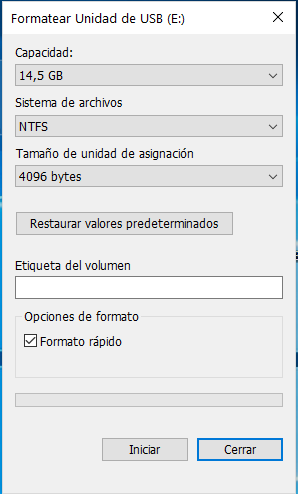 Formatear Unidad de USB (E:)
Capacidad:
14,5 GB
Sistema de archivos
NTFS
Tamaño de unidad de asignación
4096 bytes
Restaurar valores predeterminados
Etiqueta del volumen
Opciones de formato
Formato rápido
Iniciar
Cerrar